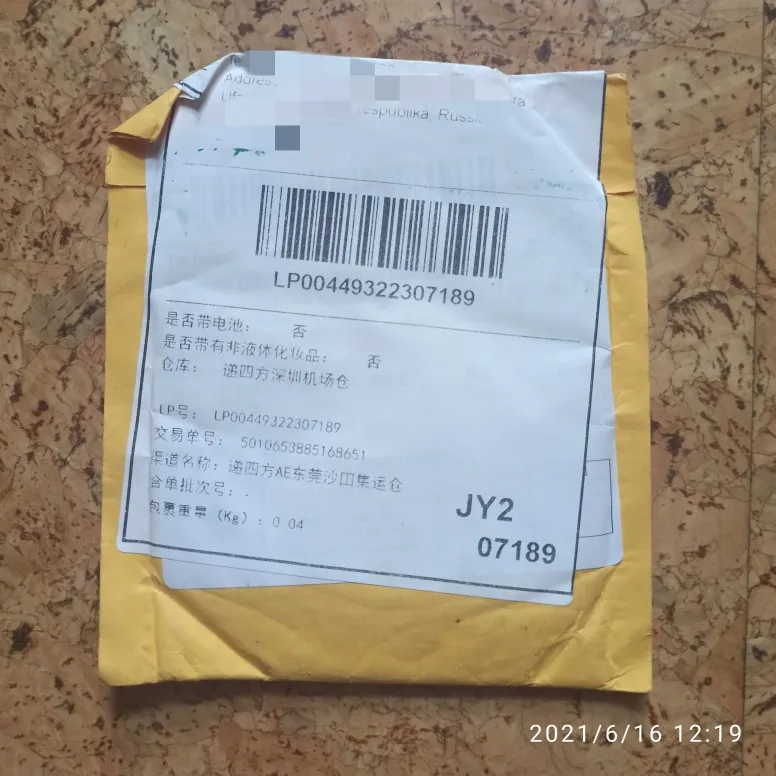 Te
Address
Russia
LP00449322307189
是否带电池： 否
是否带有非液体化妆品： 否
仓库： 递四方深圳机场仓
LP号： LP00449322307189
交易单号： 5010653885168651
渠道名称：递四方AE东莞沙田集运仓
合单批次号：.
包裹重量（Kg）：0.04
JY2
07189
2021/6/16 12:19